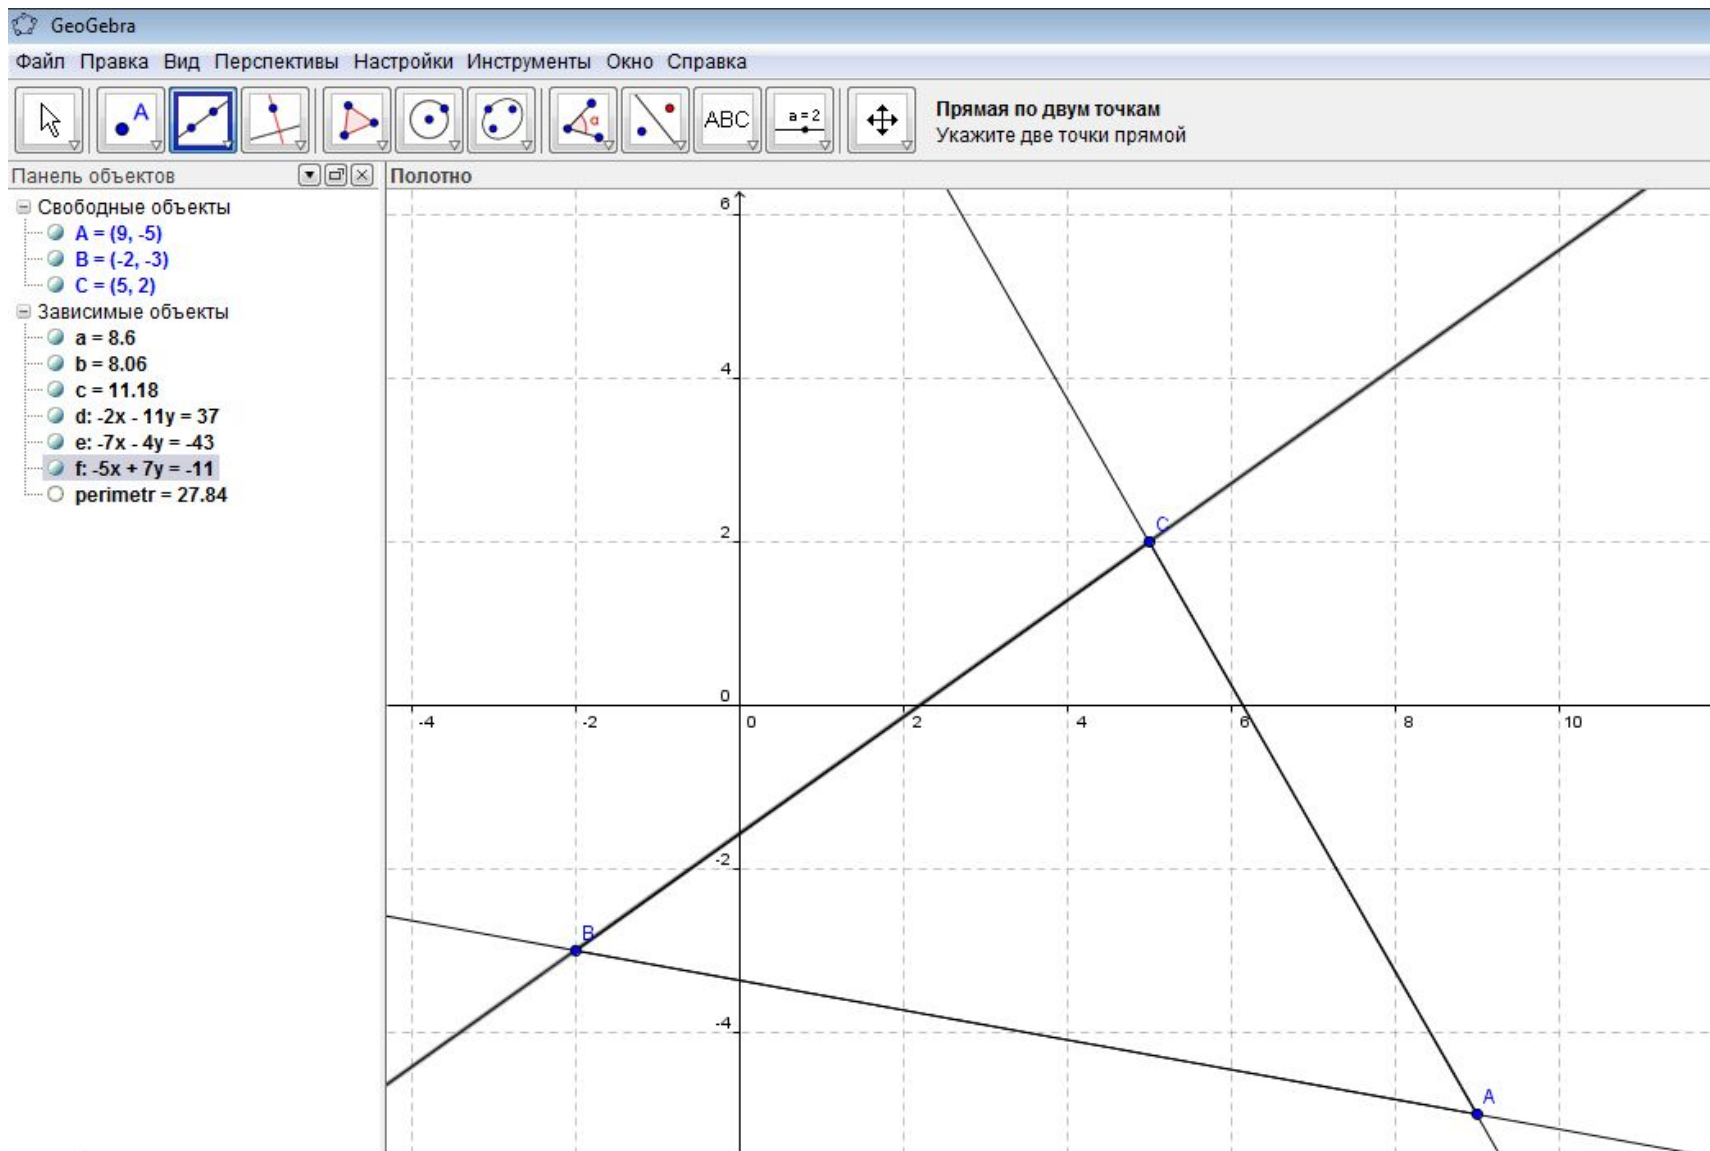 GeoGebra
Файл Правка Вид Перспективы Настройки Инструменты Окно Справка
A
α
ABC
a=2
Прямая по двум точкам
Укажите две точки прямой
Панель объектов
Полотно
Свободные объекты
A = (9, -5)
B = (-2, -3)
C = (5, 2)
Зависимые объекты
a = 8.6
b = 8.06
c = 11.18
d: -2x - 11y = 37
e: -7x - 4y = -43
f: -5x + 7y = -11
perimetr = 27.84
6
4
2
C
0
-4 -2 0 2 4 6 8 10
-2
B
-4
A